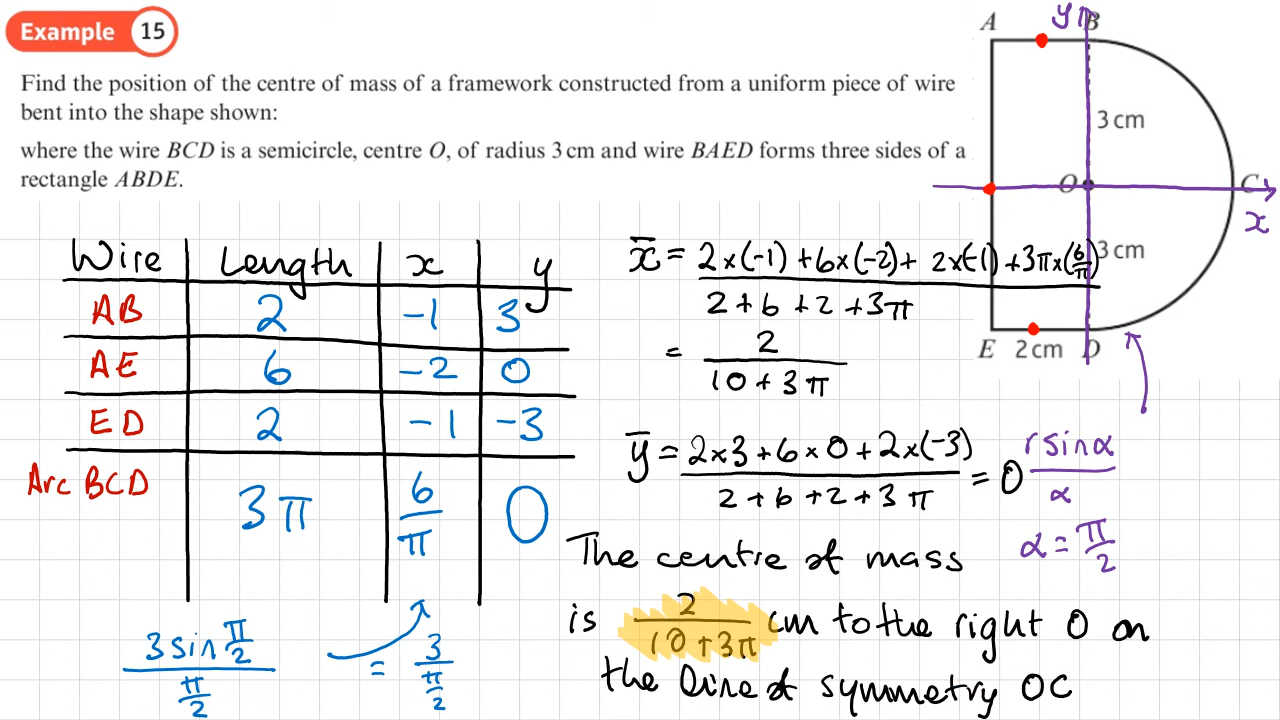 Example 15
Find the position of the centre of mass of a framework constructed from a uniform piece of wire
bent into the shape shown:
where the wire BCD is a semicircle, centre O, of radius 3 cm and wire BAED forms three sides of a
rectangle ABDE.
A y B
3 cm
O C
x
3 cm
E 2 cm D
Wire Length x y
AB 2 -1 3
AE 6 -2 0
ED 2 -1 -3
Arc BCD 3π 6/π 0
3 sin π/2 / π/2 = 3 / π/2
x̄ = 2×(-1) + 6×(-2) + 2×(-1) + 3π×(6/π) / 2 + 6 + 2 + 3π
= 2 / 10 + 3π
ȳ = 2×3 + 6×0 + 2×(-3) / 2 + 6 + 2 + 3π = 0
r sin α / α
α = π/2
The centre of mass
is 2 / 10 + 3π cm to the right O on
the line of symmetry OC